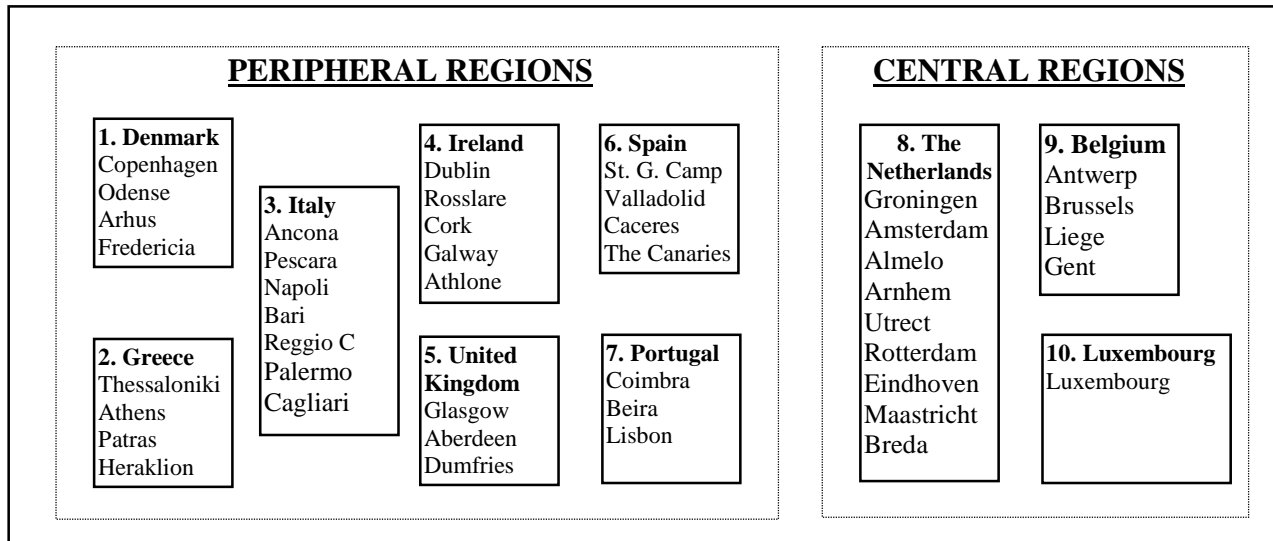 PERIPHERAL REGIONS
1. Denmark
Copenhagen
Odense
Arhus
Fredericia
2. Greece
Thessaloniki
Athens
Patras
Heraklion
3. Italy
Ancona
Pescara
Napoli
Bari
Reggio C
Palermo
Cagliari
4. Ireland
Dublin
Rosslare
Cork
Galway
Athlone
5. United
Kingdom
Glasgow
Aberdeen
Dumfries
6. Spain
St. G. Camp
Valladolid
Caceres
The Canaries
7. Portugal
Coimbra
Beira
Lisbon
CENTRAL REGIONS
8. The
Netherlands
Groningen
Amsterdam
Almelo
Arnhem
Utrect
Rotterdam
Eindhoven
Maastricht
Breda
9. Belgium
Antwerp
Brussels
Liege
Gent
10. Luxembourg
Luxembourg